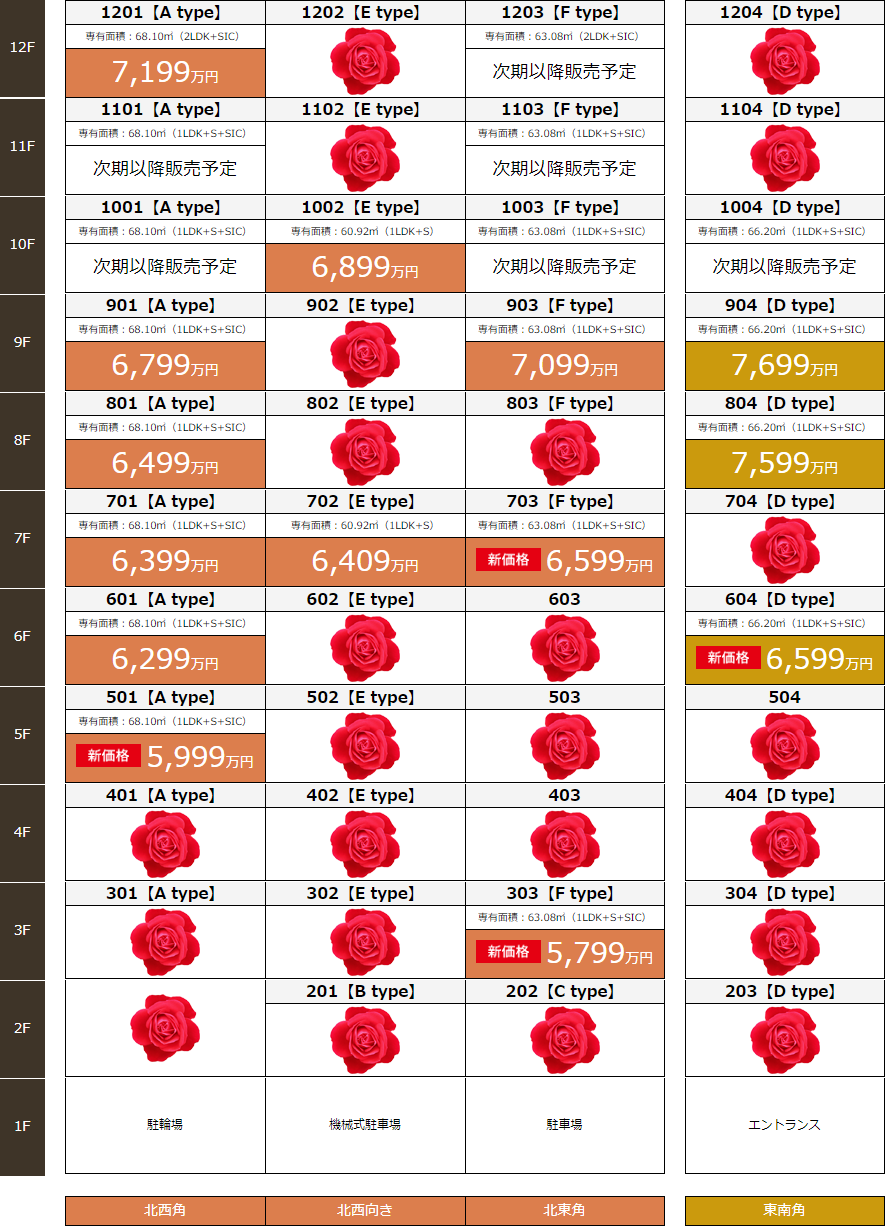 12F
1201【A type】
専有面積：68.10㎡（2LDK+SIC）
7,199万円
1202【E type】
1203【F type】
専有面積：63.08㎡（2LDK+SIC）
次期以降販売予定
1204【D type】
11F
1101【A type】
専有面積：68.10㎡（1LDK+S+SIC）
次期以降販売予定
1102【E type】
1103【F type】
専有面積：63.08㎡（1LDK+S+SIC）
次期以降販売予定
1104【D type】
10F
1001【A type】
専有面積：68.10㎡（1LDK+S+SIC）
次期以降販売予定
1002【E type】
専有面積：60.92㎡（1LDK+S）
6,899万円
1003【F type】
専有面積：63.08㎡（1LDK+S+SIC）
次期以降販売予定
1004【D type】
専有面積：66.20㎡（1LDK+S+SIC）
次期以降販売予定
9F
901【A type】
専有面積：68.10㎡（1LDK+S+SIC）
6,799万円
902【E type】
903【F type】
専有面積：63.08㎡（1LDK+S+SIC）
7,099万円
904【D type】
専有面積：66.20㎡（1LDK+S+SIC）
7,699万円
8F
801【A type】
専有面積：68.10㎡（1LDK+S+SIC）
6,499万円
802【E type】
803【F type】
804【D type】
専有面積：66.20㎡（1LDK+S+SIC）
7,599万円
7F
701【A type】
専有面積：68.10㎡（1LDK+S+SIC）
6,399万円
702【E type】
専有面積：60.92㎡（1LDK+S）
6,409万円
703【F type】
専有面積：63.08㎡（1LDK+S+SIC）
新価格 6,599万円
704【D type】
6F
601【A type】
専有面積：68.10㎡（1LDK+S+SIC）
6,299万円
602【E type】
603
604【D type】
専有面積：66.20㎡（1LDK+S+SIC）
新価格 6,599万円
5F
501【A type】
専有面積：68.10㎡（1LDK+S+SIC）
新価格 5,999万円
502【E type】
503
504
4F
401【A type】
402【E type】
403
404【D type】
3F
301【A type】
302【E type】
303【F type】
専有面積：63.08㎡（1LDK+S+SIC）
新価格 5,799万円
304【D type】
2F
201【B type】
202【C type】
203【D type】
1F
駐輪場
機械式駐車場
駐車場
エントランス
北西角
北西向き
北東角
東南角